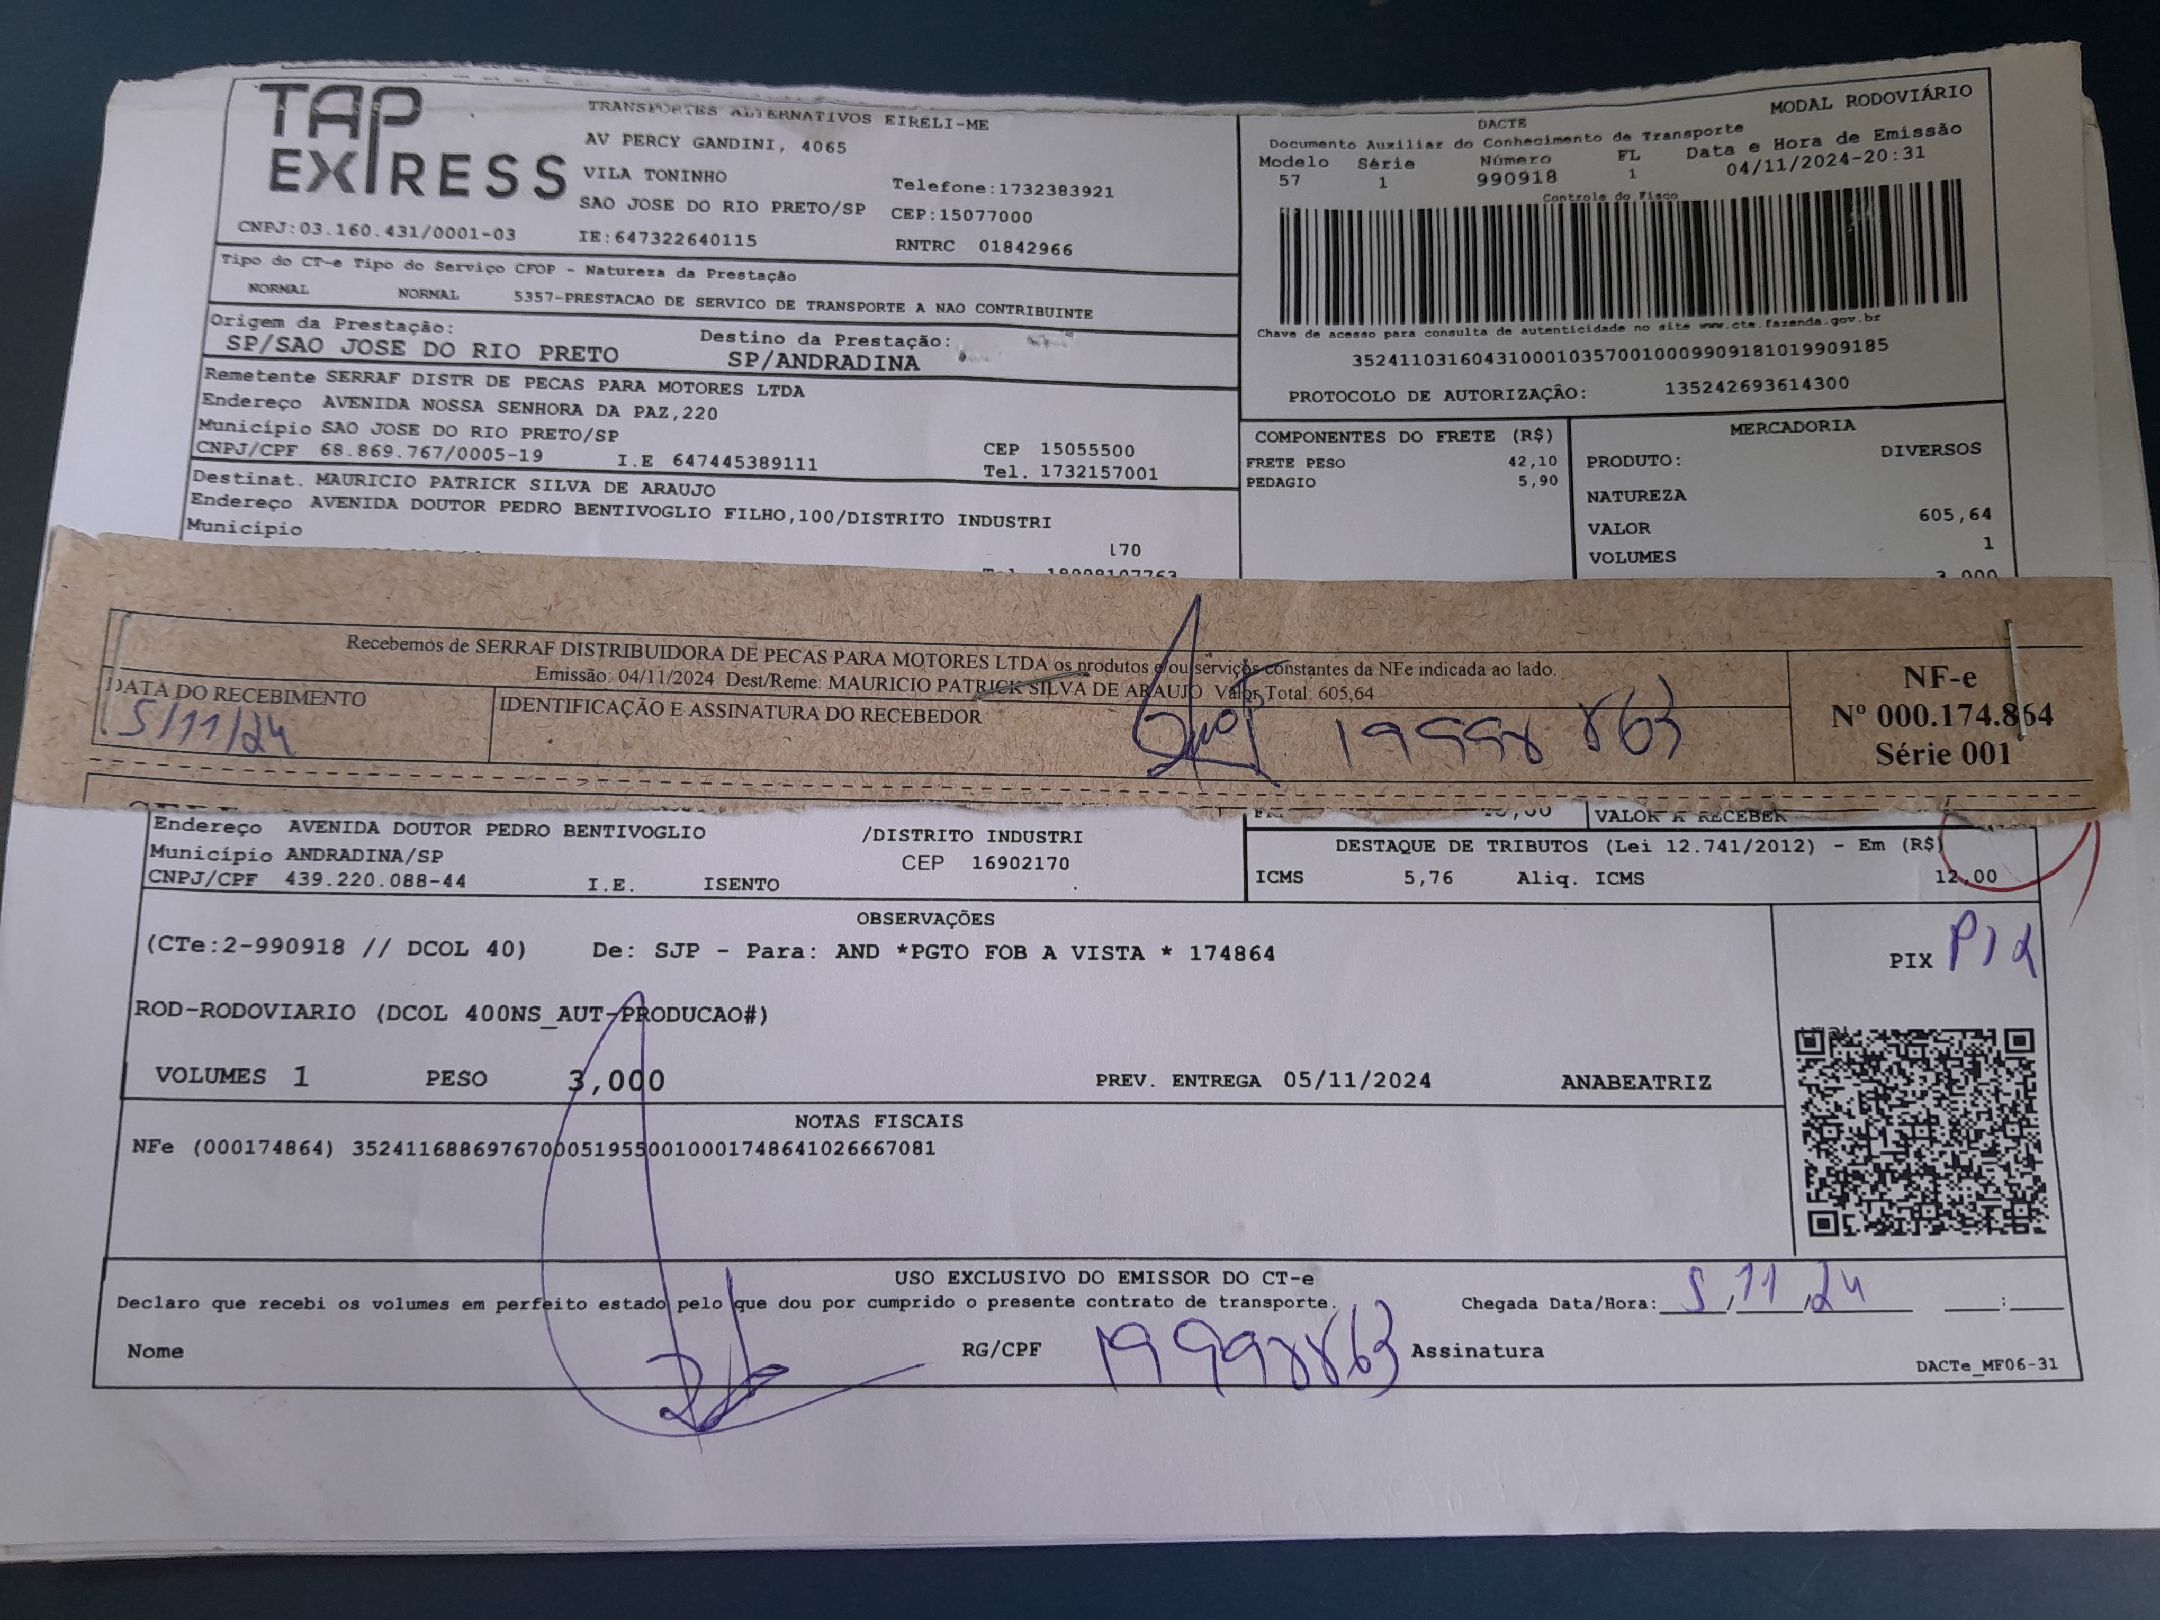 TAP EXPRESS
TRANSPORTES ALTERNATIVOS EIRELI-ME
AV PERCY GANDINI, 4065
VILA TONINHO
Telefone:1732383921
SAO JOSE DO RIO PRETO/SP
CEP:15077000
CNPJ:03.160.431/0001-03
IE:647322640115
RNTRC 01842966
MODAL RODOVIÁRIO
DACTE
Documento Auxiliar do Conhecimento de Transporte
Modelo Série Número FL Data e Hora de Emissão
57 1 990918 1 04/11/2024-20:31
Controle do Fisco
Chave de acesso para consulta de autenticidade no site www.cte.fazenda.gov.br
35241103160431000103570010009909181019909185
PROTOCOLO DE AUTORIZAÇÃO: 135242693614300
Tipo do CT-e Tipo do Serviço CFOP - Natureza da Prestação
NORMAL NORMAL 5357-PRESTACAO DE SERVICO DE TRANSPORTE A NAO CONTRIBUINTE
Origem da Prestação: Destino da Prestação:
SP/SAO JOSE DO RIO PRETO SP/ANDRADINA
Remetente SERRAF DISTR DE PECAS PARA MOTORES LTDA
Endereço AVENIDA NOSSA SENHORA DA PAZ,220
Município SAO JOSE DO RIO PRETO/SP
CEP 15055500
CNPJ/CPF 68.869.767/0005-19 I.E 647445389111 Tel. 1732157001
Destinat. MAURICIO PATRICK SILVA DE ARAUJO
Endereço AVENIDA DOUTOR PEDRO BENTIVOGLIO FILHO,100/DISTRITO INDUSTRI
Município
170
COMPONENTES DO FRETE (R$)
FRETE PESO 42,10
PEDAGIO 5,90
MERCADORIA
PRODUTO: DIVERSOS
NATUREZA
VALOR 605,64
VOLUMES 1
3,000
Recebemos de SERRAF DISTRIBUIDORA DE PECAS PARA MOTORES LTDA os produtos e/ou serviços constantes da NFe indicada ao lado.
Emissão: 04/11/2024 Dest/Reme: MAURICIO PATRICK SILVA DE ARAUJO Valor Total: 605,64
DATA DO RECEBIMENTO
5/11/24
IDENTIFICAÇÃO E ASSINATURA DO RECEBEDOR
NF-e
Nº 000.174.864
Série 001
VALOR A RECEBER
Endereço AVENIDA DOUTOR PEDRO BENTIVOGLIO /DISTRITO INDUSTRI
Município ANDRADINA/SP CEP 16902170
CNPJ/CPF 439.220.088-44 I.E. ISENTO
DESTAQUE DE TRIBUTOS (Lei 12.741/2012) - Em (R$)
ICMS 5,76 Aliq. ICMS 12,00
OBSERVAÇÕES
(CTe:2-990918 // DCOL 40) De: SJP - Para: AND *PGTO FOB A VISTA * 174864
ROD-RODOVIARIO (DCOL 400NS_AUT-PRODUCAO#)
PIX
VOLUMES 1 PESO 3,000 PREV. ENTREGA 05/11/2024 ANABEATRIZ
NOTAS FISCAIS
NFe (000174864) 35241168869767000519550010001748641026667081
USO EXCLUSIVO DO EMISSOR DO CT-e
Declaro que recebi os volumes em perfeito estado pelo que dou por cumprido o presente contrato de transporte.
Chegada Data/Hora: 5/11/24 :
Nome RG/CPF Assinatura
DACTe_MF06-31